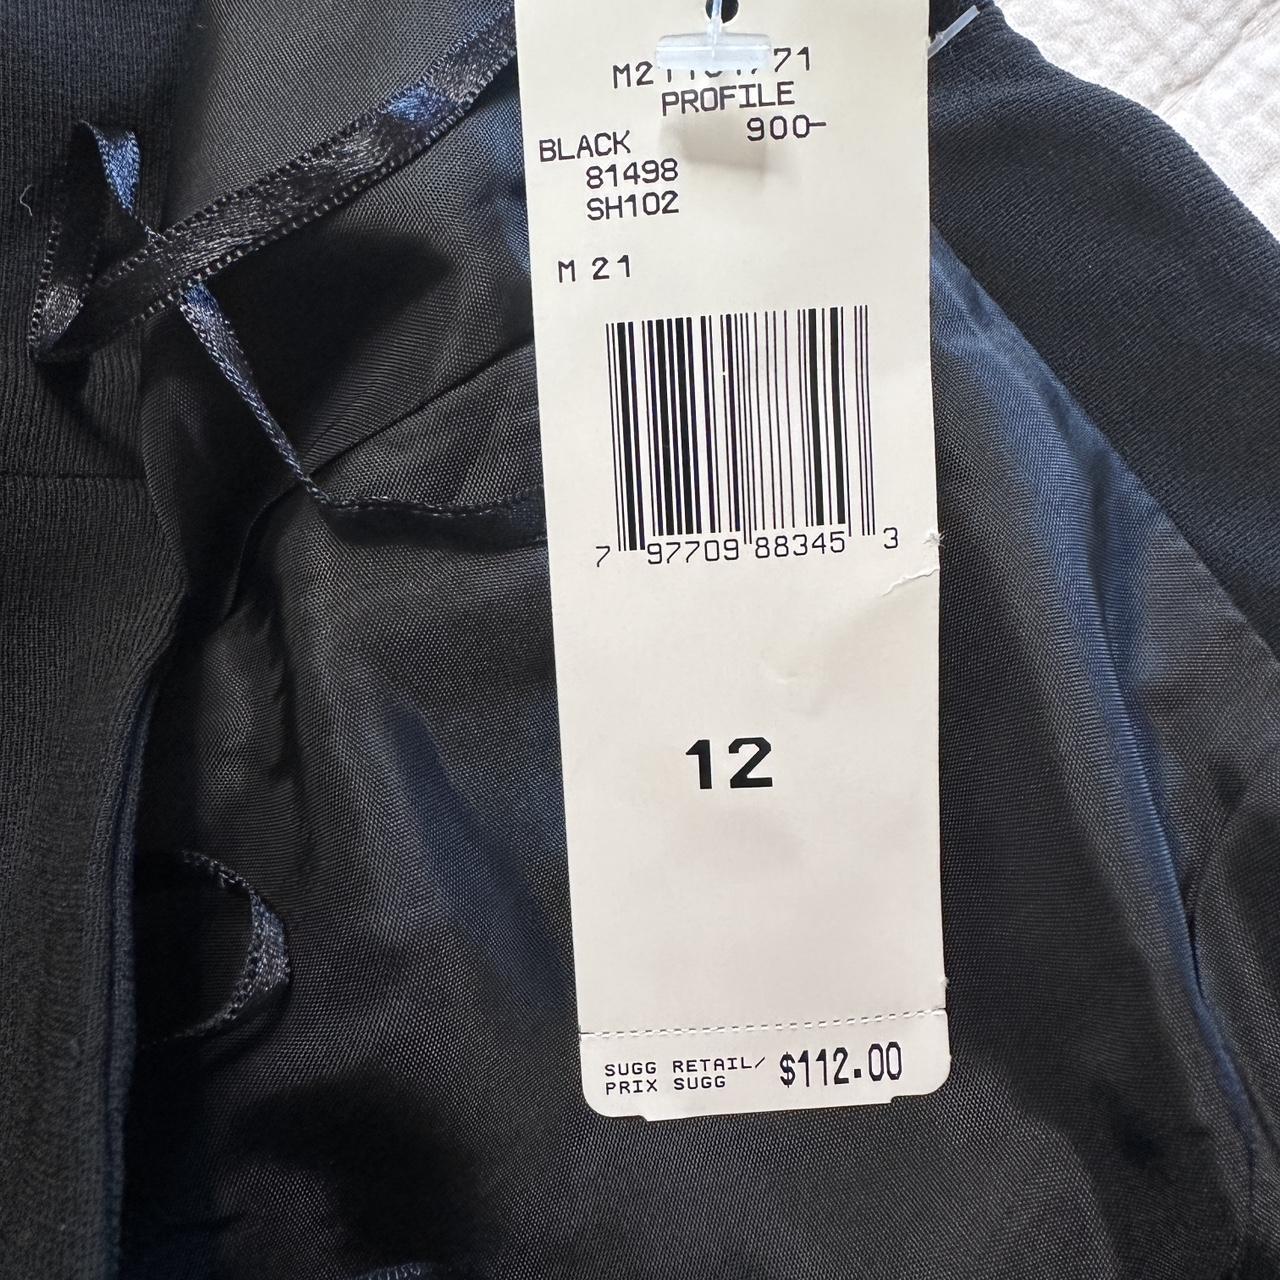 PROFILE
900-
BLACK
81498
SH102
M 21
7 97709 88345 3
12
SUGG RETAIL/ $112.00
PRIX SUGG